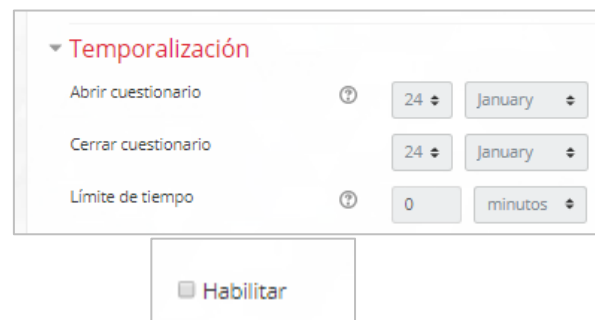 Temporalización
Abrir cuestionario 24 January
Cerrar cuestionario 24 January
Límite de tiempo 0 minutos
Habilitar